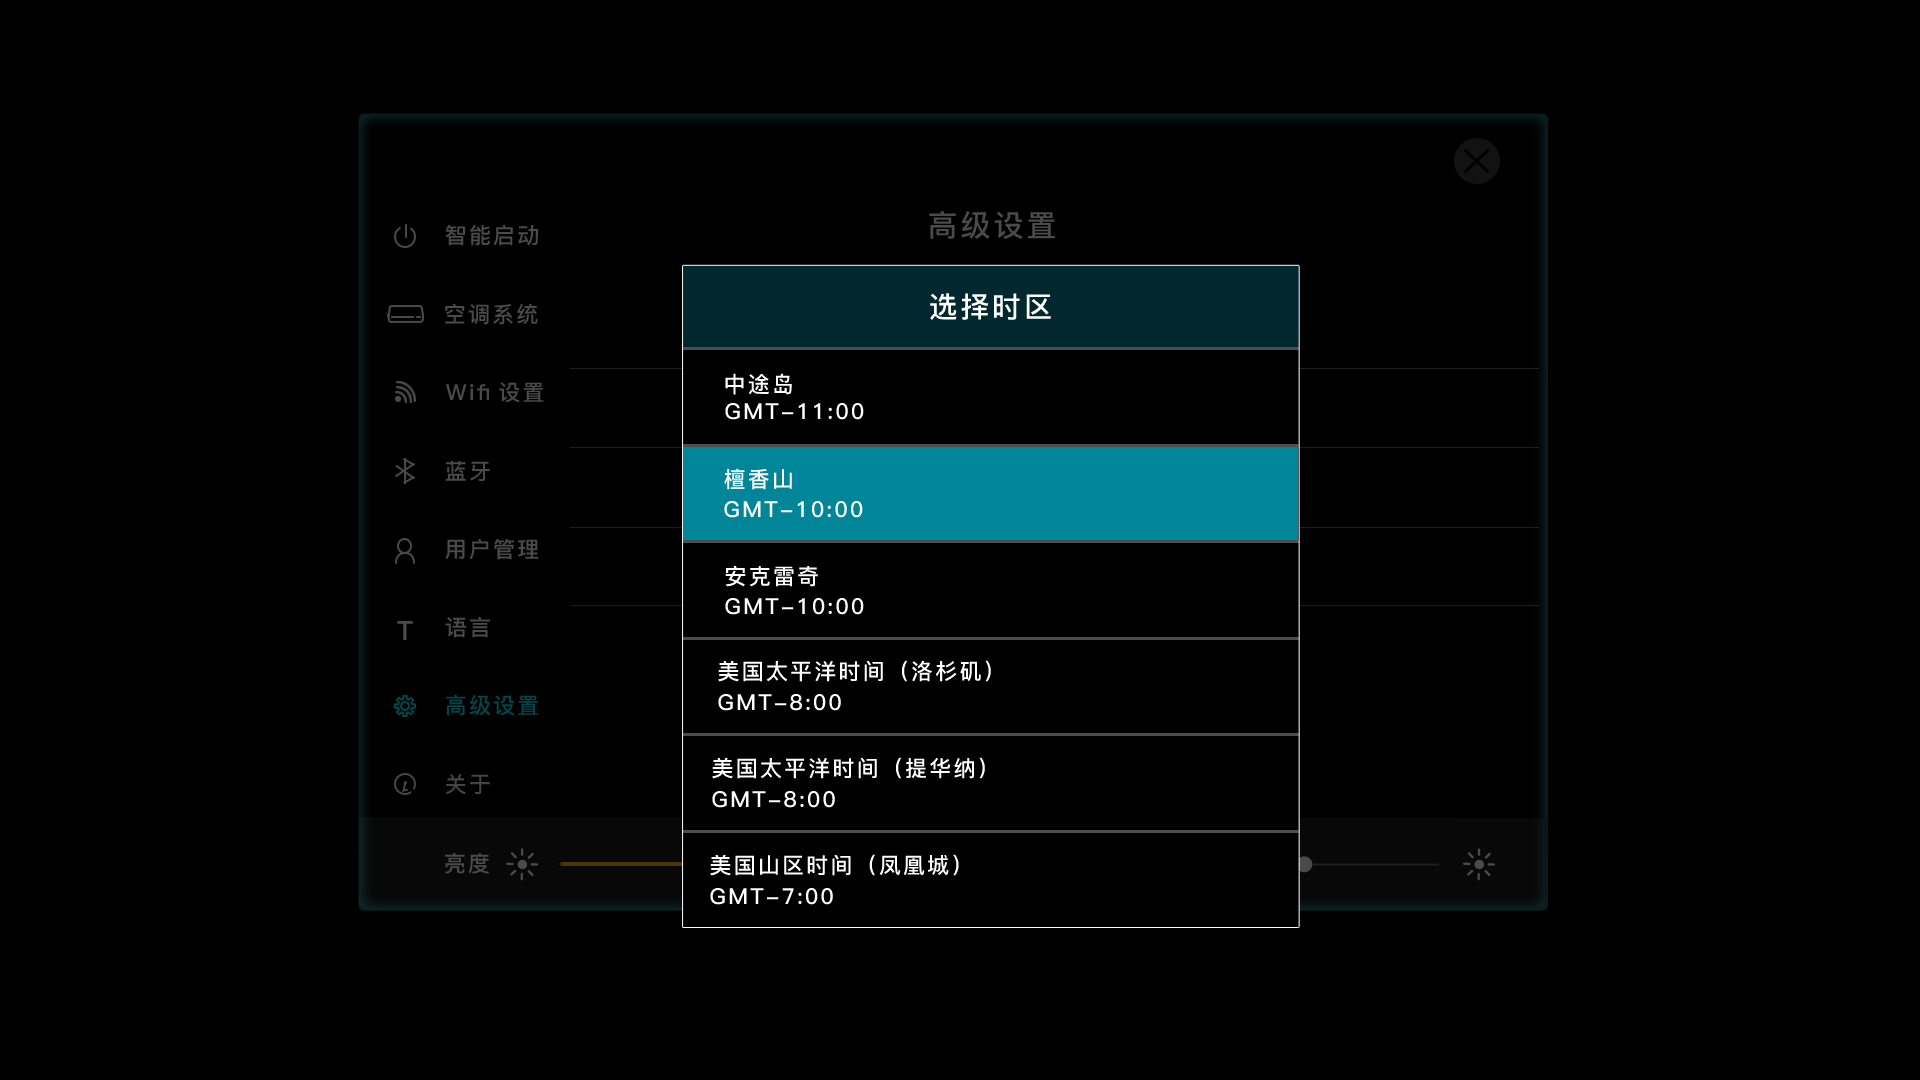 高级设置
智能启动
空调系统
Wifi 设置
蓝牙
用户管理
T 语言
高级设置
关于
亮度
选择时区
中途岛
GMT-11:00
檀香山
GMT-10:00
安克雷奇
GMT-10:00
美国太平洋时间（洛杉矶）
GMT-8:00
美国太平洋时间（提华纳）
GMT-8:00
美国山区时间（凤凰城）
GMT-7:00